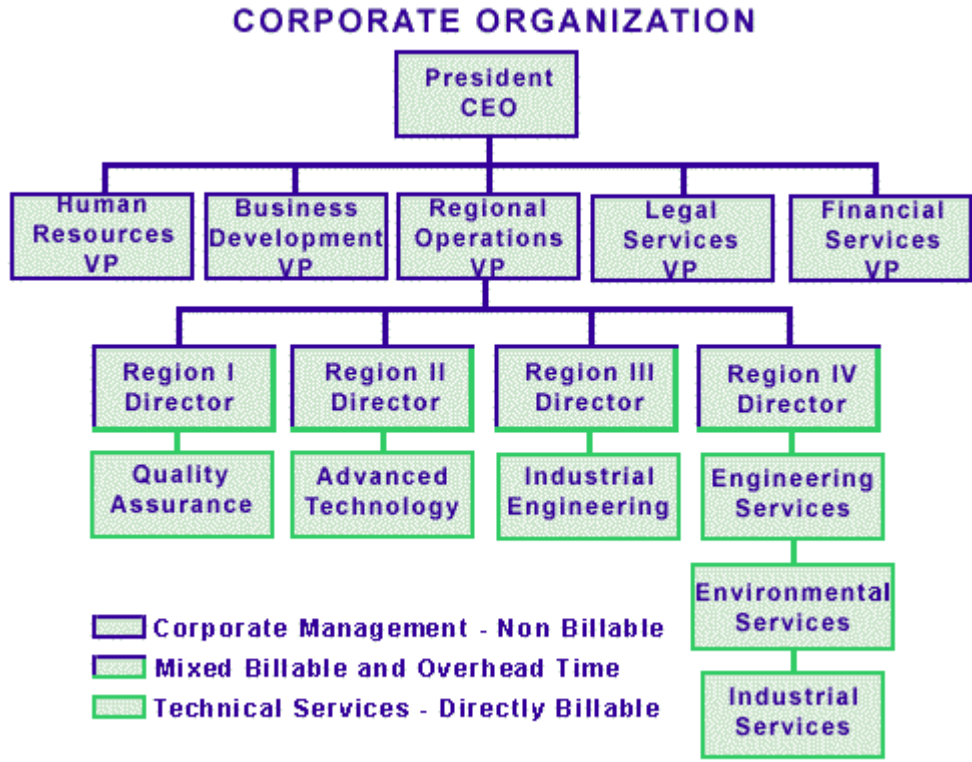 CORPORATE ORGANIZATION
President
CEO
Human
Resources
VP
Business
Development
VP
Regional
Operations
VP
Legal
Services
VP
Financial
Services
VP
Region I
Director
Region II
Director
Region III
Director
Region IV
Director
Quality
Assurance
Advanced
Technology
Industrial
Engineering
Engineering
Services
Environmental
Services
Industrial
Services
Corporate Management - Non Billable
Mixed Billable and Overhead Time
Technical Services - Directly Billable